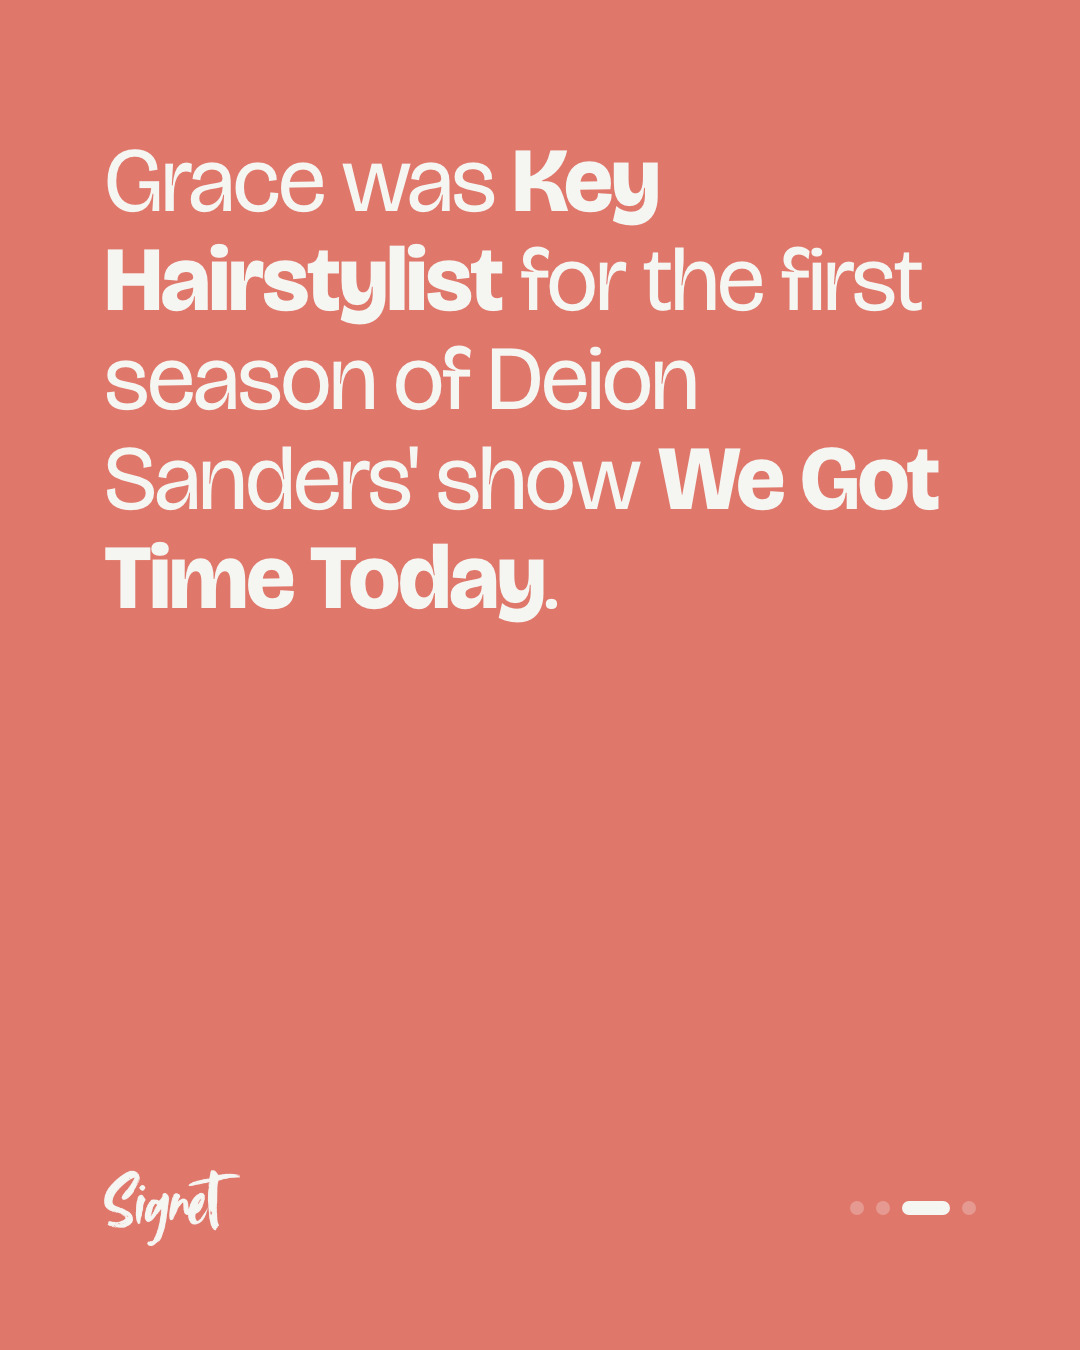 Grace was Key
Hairstylist for the first
season of Deion
Sanders' show We Got
Time Today.
Signet